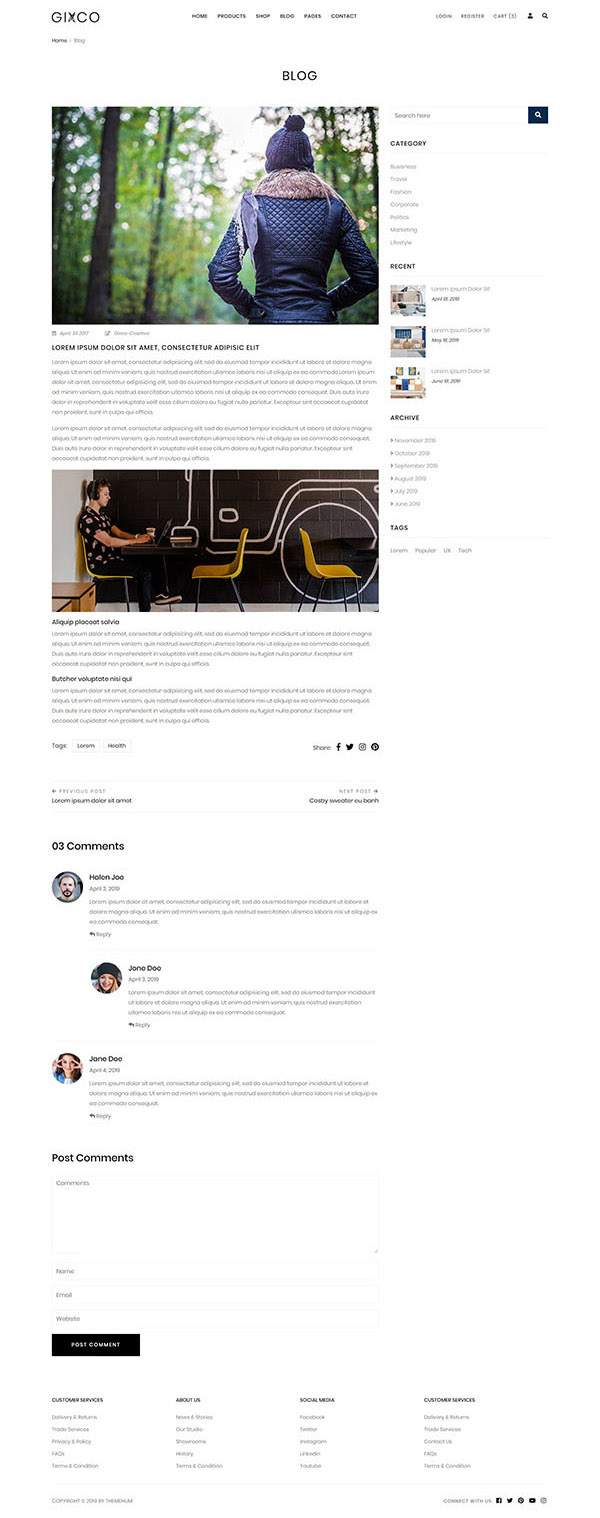 GIXCO
HOME PRODUCTS SHOP BLOG PAGES CONTACT
LOGIN REGISTER CART (3)
Home / Blog
BLOG
April 30 2017
LOREM IPSUM DOLOR SIT AMET, CONSECTETUR ADIPISIC ELIT
Lorem ipsum dolor sit amet, consectetur adipisicing elit, sed do eiusmod tempor incididunt ut labore et dolore magna
aliqua. Ut enim ad minim veniam, quis nostrud exercitation ullamco laboris nisi ut aliquip ex ea commodo.Lorem ipsum
dolor sit amet, consectetur adipisicing elit, sed do eiusmod tempor incididunt ut labore et dolore magna aliqua. Ut enim
ad minim veniam, quis nostrud exercitation ullamco laboris nisi ut aliquip ex ea commodo consequat. Duis aute irure
dolor in reprehenderit in voluptate velit esse cillum dolore eu fugiat nulla pariatur. Excepteur sint occaecat cupidatat
non proident, sunt in culpa qui officia.
Lorem ipsum dolor sit amet, consectetur adipisicing elit, sed do eiusmod tempor incididunt ut labore et dolore magna
aliqua. Ut enim ad minim veniam, quis nostrud exercitation ullamco laboris nisi ut aliquip ex ea commodo consequat.
Duis aute irure dolor in reprehenderit in voluptate velit esse cillum dolore eu fugiat nulla pariatur. Excepteur sint
occaecat cupidatat non proident, sunt in culpa qui officia.
Aliquip placeat salvia
Lorem ipsum dolor sit amet, consectetur adipisicing elit, sed do eiusmod tempor incididunt ut labore et dolore magna
aliqua. Ut enim ad minim veniam, quis nostrud exercitation ullamco laboris nisi ut aliquip ex ea commodo consequat.
Duis aute irure dolor in reprehenderit in voluptate velit esse cillum dolore eu fugiat nulla pariatur. Excepteur sint
occaecat cupidatat non proident, sunt in culpa qui officia.
Butcher voluptate nisi qui
Lorem ipsum dolor sit amet, consectetur adipisicing elit, sed do eiusmod tempor incididunt ut labore et dolore magna
aliqua. Ut enim ad minim veniam, quis nostrud exercitation ullamco laboris nisi ut aliquip ex ea commodo consequat.
Duis aute irure dolor in reprehenderit in voluptate velit esse cillum dolore eu fugiat nulla pariatur.
Tags: Lorem Health
Share:
PREVIOUS POST
Lorem ipsum dolor sit amet
NEXT POST
Cosby sweater eu banh
03 Comments
Helen Joe
April 3, 2019
Lorem ipsum dolor sit amet, consectetur adipisicing elit, sed do eiusmod tempor incididunt ut labore et
dolore magna aliqua. Ut enim ad minim veniam, quis nostrud exercitation ullamco laboris nisi ut aliquip ex
ea commodo consequat.
Reply
Jone Doe
April 3, 2019
Lorem ipsum dolor sit amet, consectetur adipisicing elit, sed do eiusmod tempor
incididunt ut labore et dolore magna aliqua. Ut enim ad minim veniam, quis nostrud exercitation
ullamco laboris nisi ut aliquip ex ea commodo consequat.
Reply
Jane Doe
April 4, 2019
Lorem ipsum dolor sit amet, consectetur adipisicing elit, sed do eiusmod tempor incididunt ut labore et
dolore magna aliqua. Ut enim ad minim veniam, quis nostrud exercitation ullamco laboris nisi ut aliquip ex
ea commodo consequat.
Reply
Post Comments
Comments
Name
Email
Website
POST COMMENT
Search here
CATEGORY
Bussiness
Travel
Fashion
Corporate
Politics
Marketing
Lifestyle
RECENT
Lorem Ipsum Dolor Sit
April 18, 2019
Lorem Ipsum Dolor Sit
May 18, 2019
Lorem Ipsum Dolor Sit
June 18, 2019
ARCHIVE
November 2019
October 2019
September 2019
August 2019
July 2019
June 2019
TAGS
Lorem Popular UX Tech
CUSTOMER SERVICES
Delivery & Returns
Trade Services
Privacy & Policy
FAQs
Terms & Condition
ABOUT US
News & Stories
Our Studio
Showrooms
History
Terms & Condition
SOCIAL MEDIA
Facebook
Twitter
Instagram
Linkedin
Youtube
CUSTOMER SERVICES
Delivery & Returns
Trade Services
Contact Us
FAQs
Terms & Condition
COPYRIGHT © 2019 BY THEMEHUM
CONNECT WITH US: